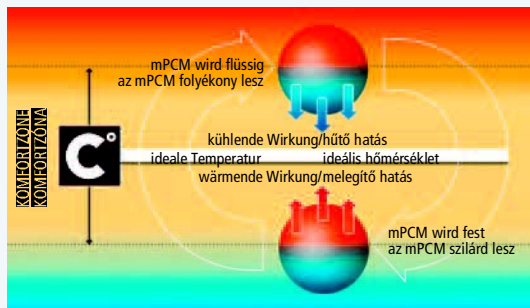 mPCM wird flüssig
az mPCM folyékony lesz
KOMFORTZONE
KOMFORTZÓNA
C°
kühlende Wirkung/hűtő hatás
ideale Temperatur ideális hőmérséklet
wärmende Wirkung/melegítő hatás
mPCM wird fest
az mPCM szilárd lesz